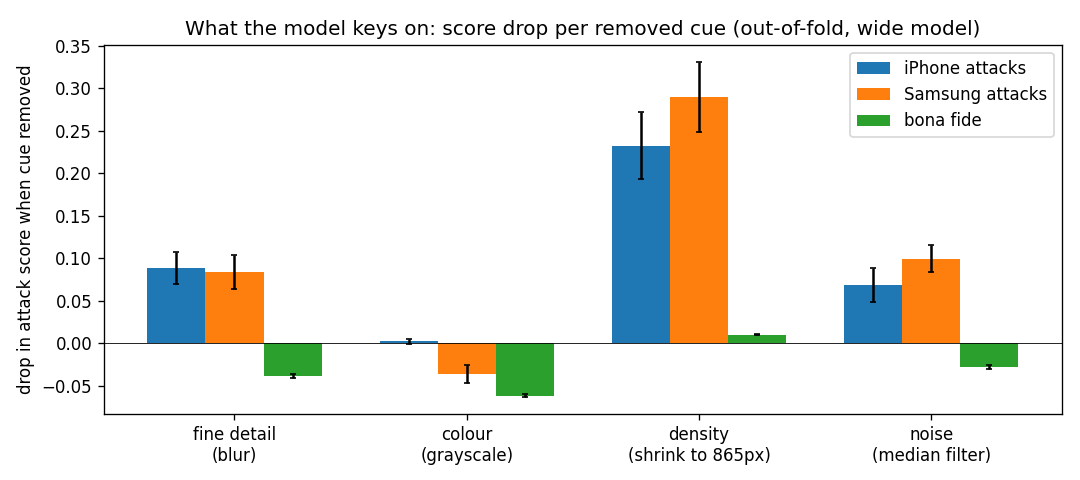 What the model keys on: score drop per removed cue (out-of-fold, wide model)
drop in attack score when cue removed
0.35
0.30
0.25
0.20
0.15
0.10
0.05
0.00
−0.05
iPhone attacks
Samsung attacks
bona fide
fine detail
(blur)
colour
(grayscale)
density
(shrink to 865px)
noise
(median filter)